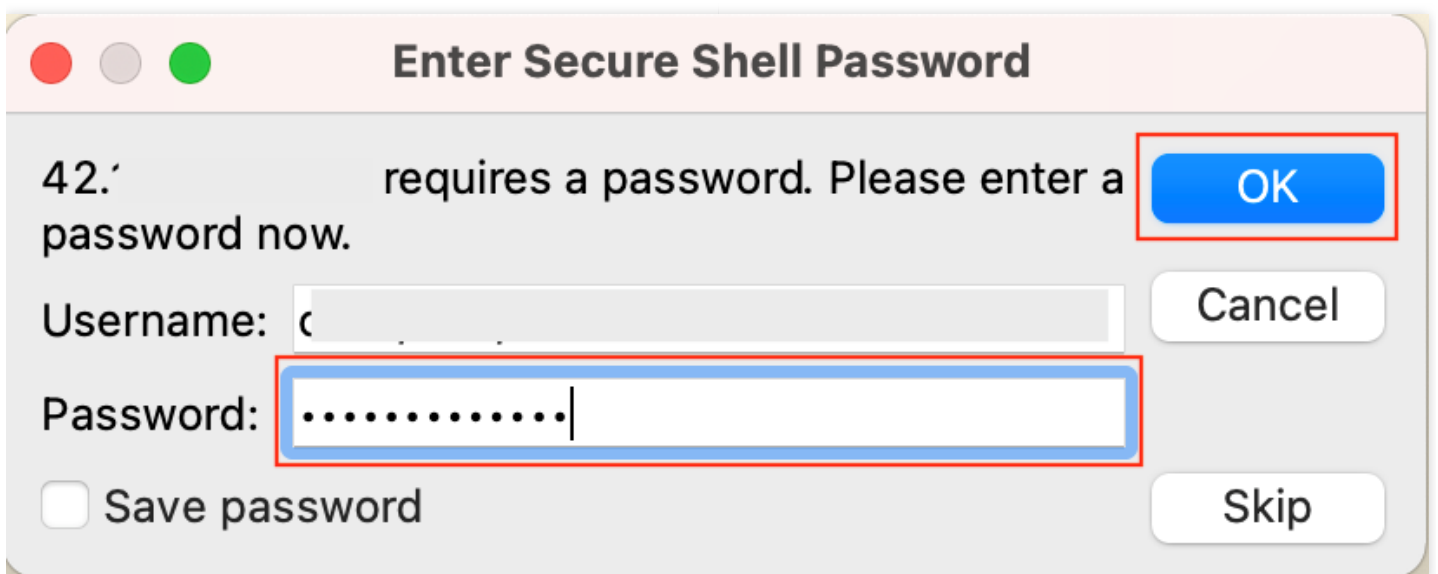 Enter Secure Shell Password
42. requires a password. Please enter a
password now.
OK
Username:
Cancel
Password: •••••••••••••
Save password
Skip